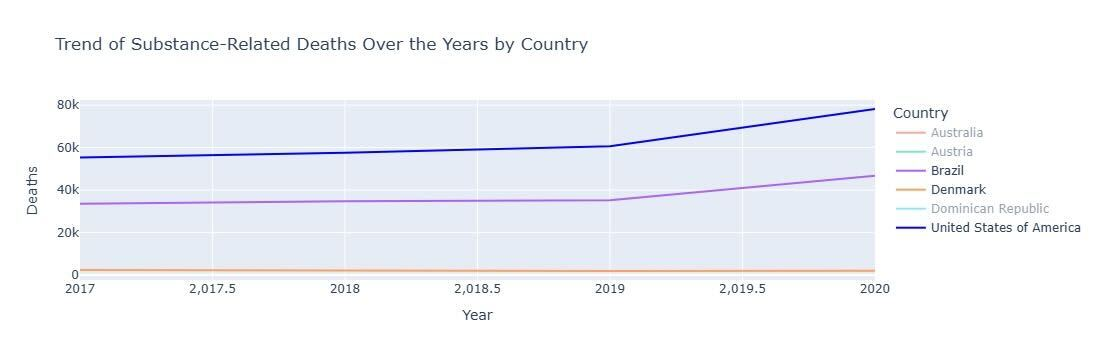 Trend of Substance-Related Deaths Over the Years by Country
80k
60k
40k
20k
0
Deaths
2017 2,017.5 2018 2,018.5 2019 2,019.5 2020
Year
Country
Australia
Austria
Brazil
Denmark
Dominican Republic
United States of America